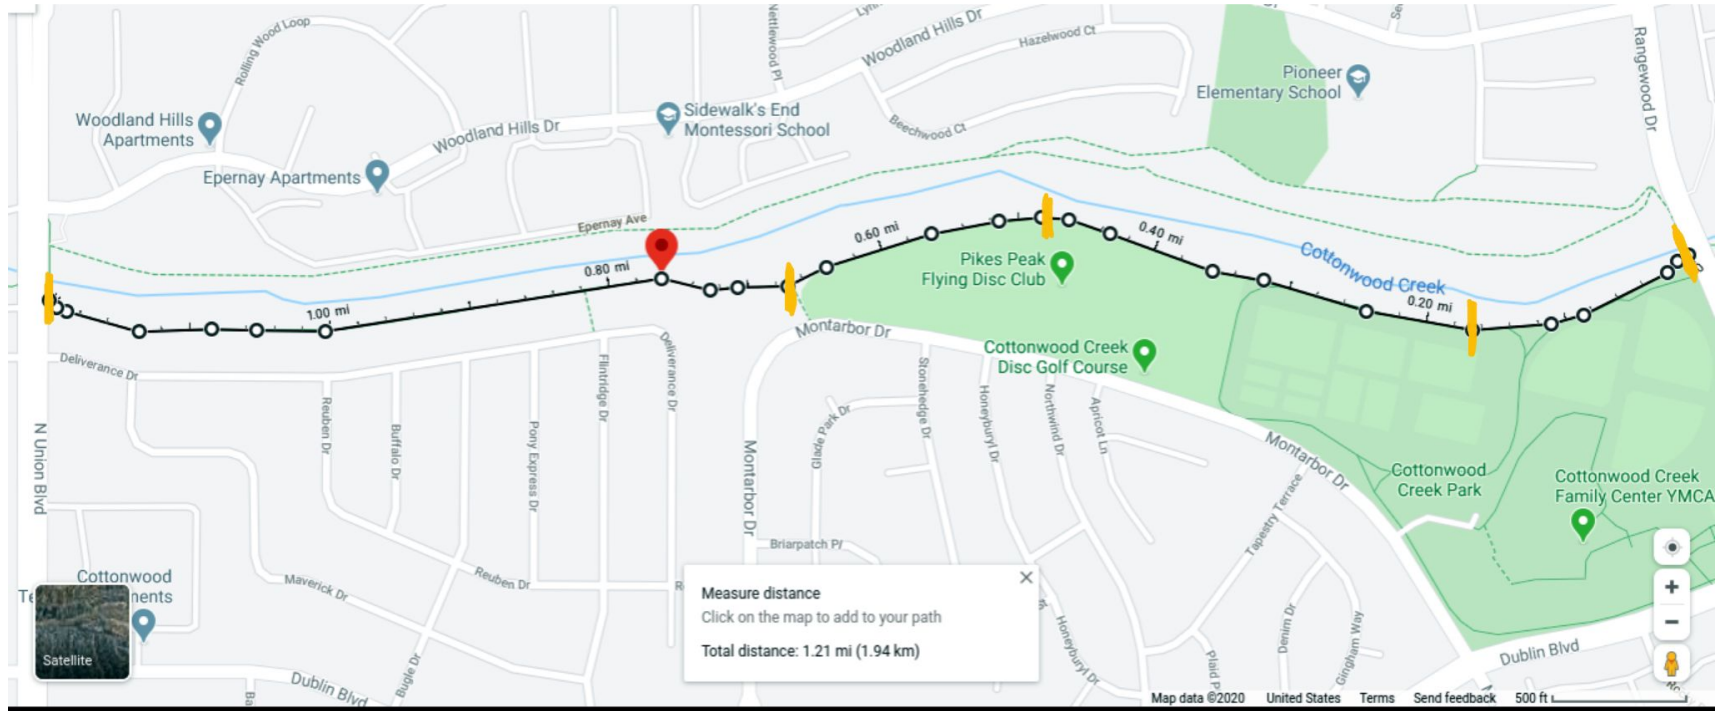 Woodland Hills Dr
Hazelwood Ct
Rolling Wood Loop
Nettlewood Pl
Rangewood Dr
Pioneer
Elementary School
Woodland Hills
Apartments
Sidewalk's End
Montessori School
Woodland Hills Dr
Beechwood Ct
Epernay Apartments
Epernay Ave
0.60 mi
0.40 mi
Cottonwood Creek
0.80 mi
Pikes Peak
Flying Disc Club
0.20 mi
1.00 mi
Montarbor Dr
Cottonwood Creek
Disc Golf Course
Deliverance Dr
Deliverance Dr
Flintridge Dr
Stonehedge Dr
Honeyburyl Dr
Northwind Dr
Apricot Ln
Glade Park Dr
Reuben Dr
Buffalo Dr
Pony Express Dr
N Union Blvd
Montarbor Dr
Montarbor Dr
Tapestry Terrace
Cottonwood
Creek Park
Cottonwood Creek
Family Center YMCA
Briarpatch Pl
Reuben Dr
Maverick Dr
Cottonwood
Bugle Dr
Dublin Blvd
Honeyburyl Dr
Denim Dr
Gingham Way
Dublin Blvd
Satellite
Measure distance
Click on the map to add to your path
Total distance: 1.21 mi (1.94 km)
Map data ©2020 United States Terms Send feedback 500 ft